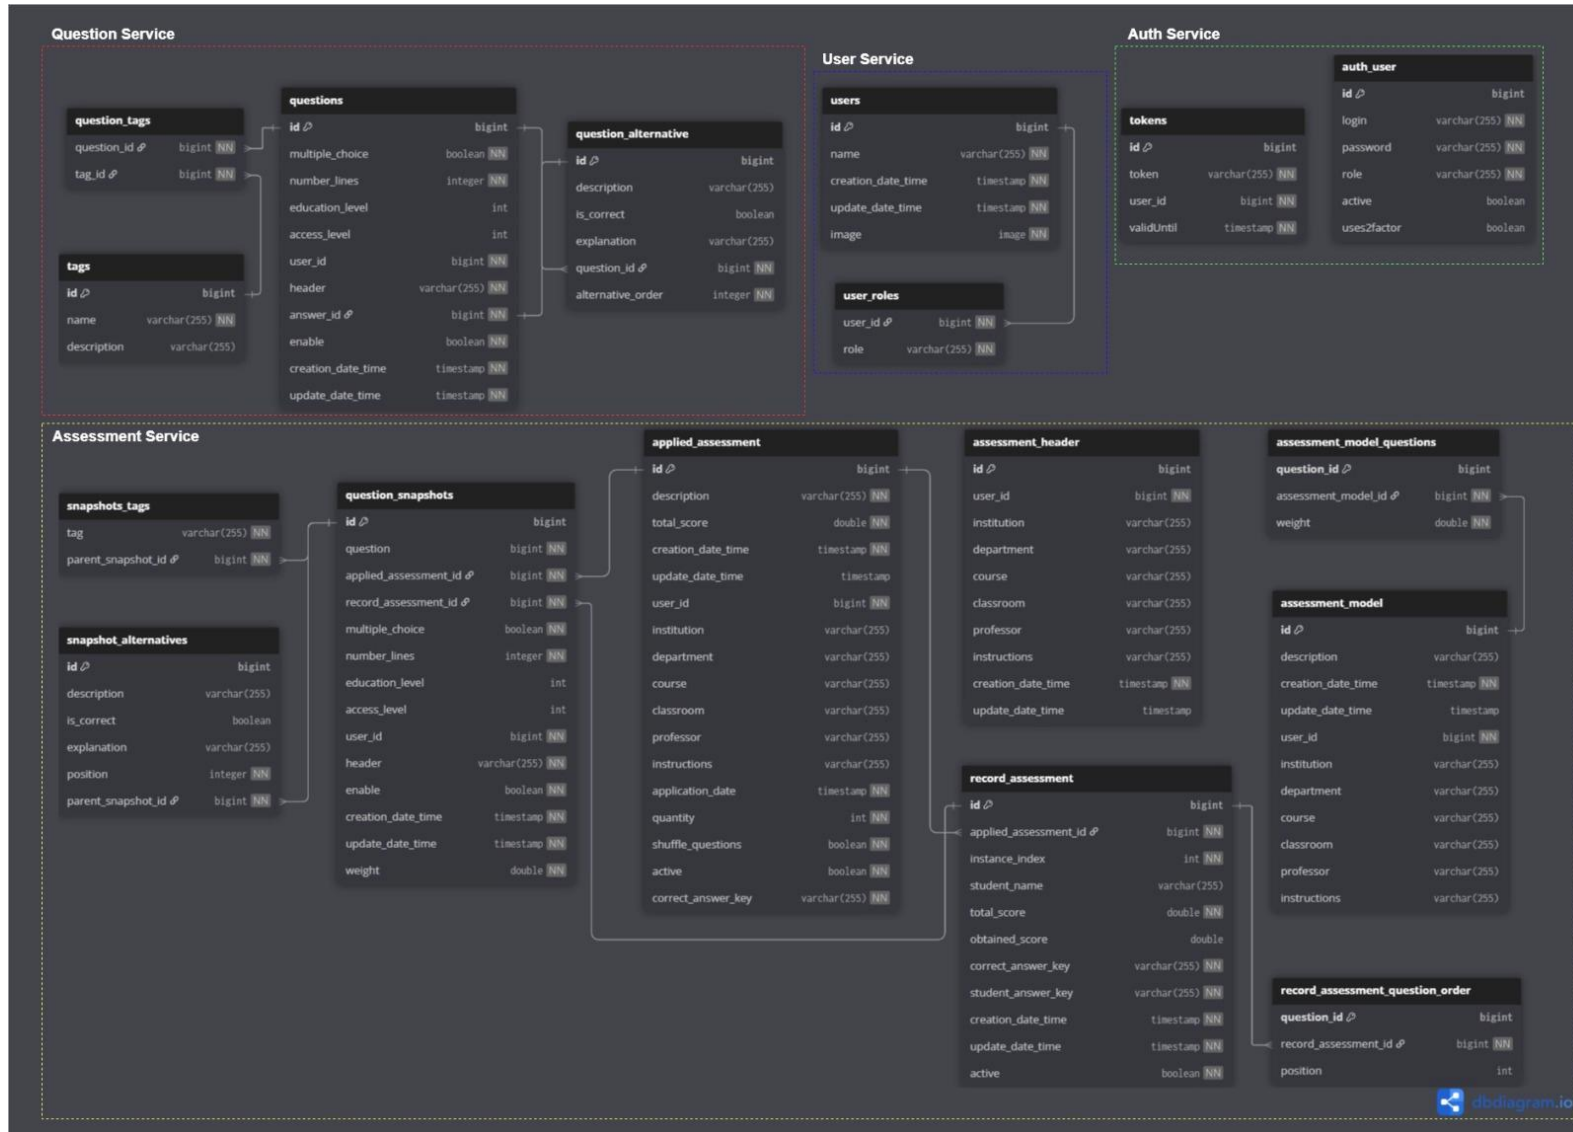 Question Service
question_tags
question_id bigint NN
tag_id bigint NN
tags
id bigint
name varchar(255) NN
description varchar(255)
questions
id bigint
multiple_choice boolean NN
number_lines integer NN
education_level int
access_level int
user_id bigint NN
header varchar(255) NN
answer_id bigint NN
enable boolean NN
creation_date_time timestamp NN
update_date_time timestamp NN
question_alternative
id bigint
description varchar(255)
is_correct boolean
explanation varchar(255)
question_id bigint NN
alternative_order integer NN
User Service
users
id bigint
name varchar(255) NN
creation_date_time timestamp NN
update_date_time timestamp NN
image image NN
user_roles
user_id bigint NN
role varchar(255) NN
Auth Service
tokens
id bigint
token varchar(255) NN
user_id bigint NN
validUntil timestamp NN
auth_user
id bigint
login varchar(255) NN
password varchar(255) NN
role varchar(255) NN
active boolean
uses2factor boolean
Assessment Service
snapshots_tags
tag varchar(255) NN
parent_snapshot_id bigint NN
snapshot_alternatives
id bigint
description varchar(255)
is_correct boolean
explanation varchar(255)
position integer NN
parent_snapshot_id bigint NN
question_snapshots
id bigint
question bigint NN
applied_assessment_id bigint NN
record_assessment_id bigint NN
multiple_choice boolean NN
number_lines integer NN
education_level int
access_level int
user_id bigint NN
header varchar(255) NN
enable boolean NN
creation_date_time timestamp NN
update_date_time timestamp NN
weight double NN
applied_assessment
id bigint
description varchar(255) NN
total_score double NN
creation_date_time timestamp NN
update_date_time timestamp
user_id bigint NN
institution varchar(255)
department varchar(255)
course varchar(255)
classroom varchar(255)
professor varchar(255)
instructions varchar(255)
application_date timestamp NN
quantity int NN
shuffle_questions boolean NN
active boolean NN
correct_answer_key varchar(255) NN
assessment_header
id bigint
user_id bigint NN
institution varchar(255)
department varchar(255)
course varchar(255)
classroom varchar(255)
professor varchar(255)
instructions varchar(255)
creation_date_time timestamp NN
update_date_time timestamp
record_assessment
id bigint
applied_assessment_id bigint NN
instance_index int NN
student_name varchar(255)
total_score double NN
obtained_score double
correct_answer_key varchar(255) NN
student_answer_key varchar(255) NN
creation_date_time timestamp NN
update_date_time timestamp NN
active boolean NN
assessment_model_questions
question_id bigint
assessment_model_id bigint NN
weight double NN
assessment_model
id bigint
description varchar(255)
creation_date_time timestamp NN
update_date_time timestamp
user_id bigint NN
institution varchar(255)
department varchar(255)
course varchar(255)
classroom varchar(255)
professor varchar(255)
instructions varchar(255)
record_assessment_question_order
question_id bigint
record_assessment_id bigint NN
position int
dbdiagram.io